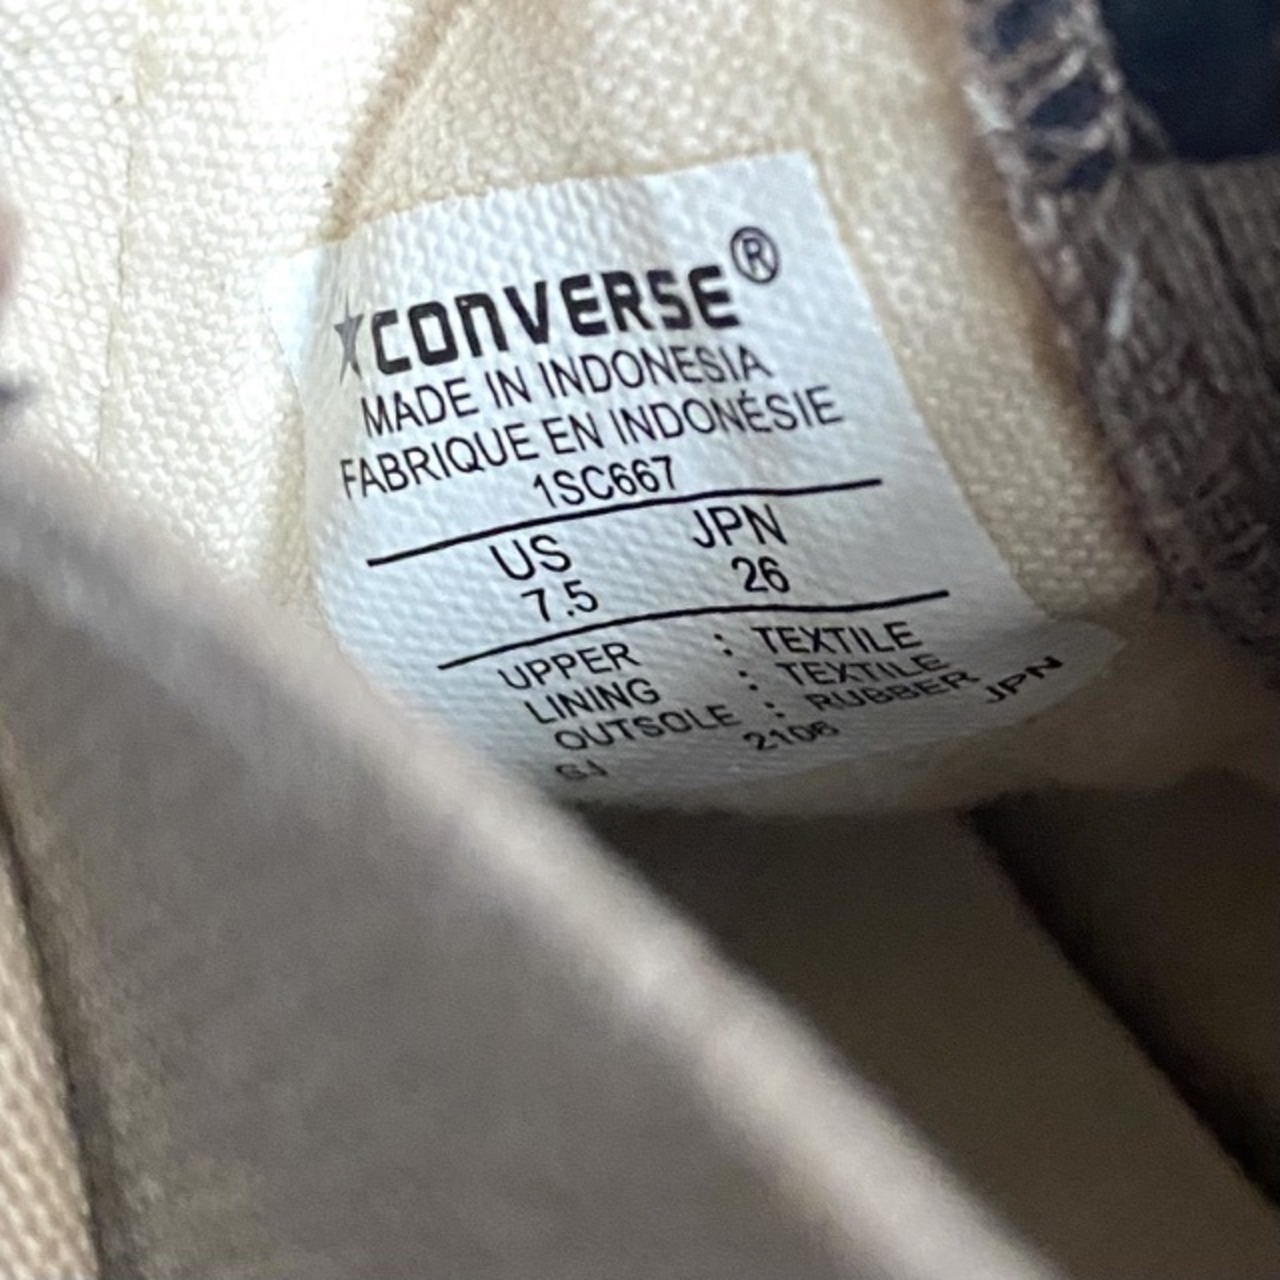 CONVERSE®
MADE IN INDONESIA
FABRIQUE EN INDONÉSIE
1SC667
US JPN
7.5 26
UPPER : TEXTILE
LINING : TEXTILE
OUTSOLE : RUBBER
GJ 2106 JPN